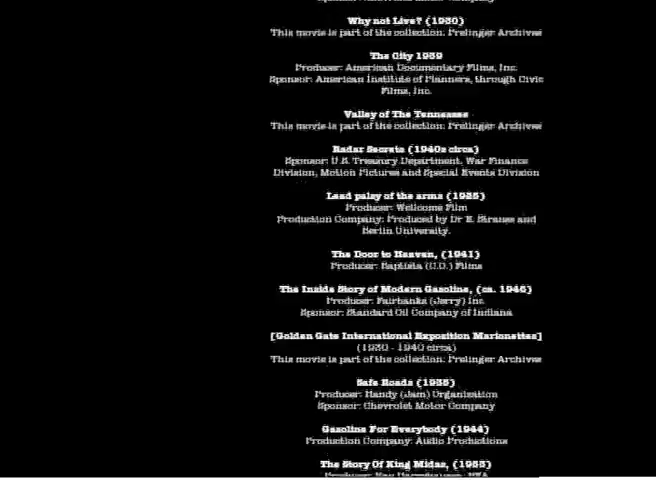 Why not Live? (1930)
This movie is part of the collection: Prelinger Archives
The City 1939
Producer: American Documentary Films, Inc.
Sponsor: American Institute of Planners, through Civic
Films, Inc.
Valley of The Tennessee
This movie is part of the collection: Prelinger Archives
Radar Secrets (1940s circa)
Sponsor: U.S. Treasury Department. War Finance
Division, Motion Pictures and Special Events Division
Lead palsy of the arms
Producer: Wellcome Film
Production Company: Produced by Dr E. Strauss and
Berlin University.
The Door to Heaven, (1941)
Producer: Baptista (C.O.) Films
The Inside Story of Modern Gasoline, (ca. 1946)
Producer: Fairbanks (Jerry) Inc.
Sponsor: Standard Oil Company of Indiana
[Golden Gate International Exposition Marionettes]
(1930 - 1940 circa)
This movie is part of the collection: Prelinger Archives
Safe Roads (1935)
Producer: Handy (Jam) Organization
Sponsor: Chevrolet Motor Company
Gasoline For Everybody (1944)
Production Company: Audio Productions
The Story Of King Midas,